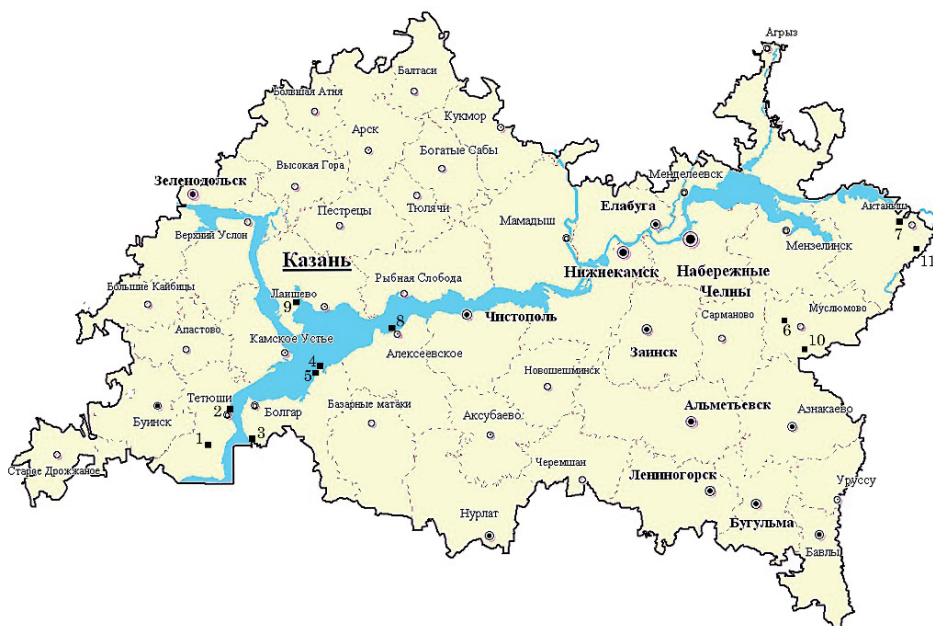 Агрыз
Балтаси
Большая Атня
Кукмор
Арск
Богатые Сабы
Высокая Гора
Зеленодольск
Менделеевск
Тюлячи
Елабуга
Пестрецы
Мамадыш
Актаныш
7
Верхний Услон
Мензелинск
11
Казань
Нижнекамск
Набережные
Челны
Рыбная Слобода
Большие Кайбицы
Лаишево
9
Муслюмово
Чистополь
Сарманово
6
8
Апастово
Камское Устье
Алексеевское
Заинск
10
4
5
Новошешминск
Тетюши
2
Болгар
Базарные матаки
Альметьевск
Азнакаево
Буинск
Аксубаево
1
3
Старое Дрожжаное
Черемшан
Лениногорск
Уруссу
Нурлат
Бугульма
Бавлы